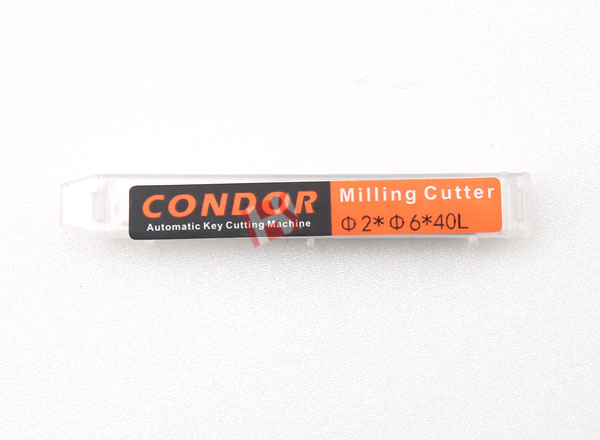 CONDOR
Automatic Key Cutting Machine
Milling Cutter
Φ2*Φ6*40L